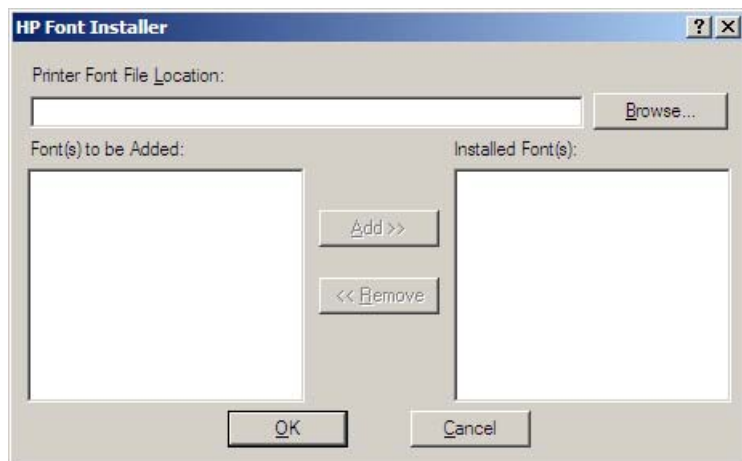 HP Font Installer
Printer Font File Location:
Browse...
Font(s) to be Added:
Installed Font(s):
Add >>
<< Remove
OK
Cancel